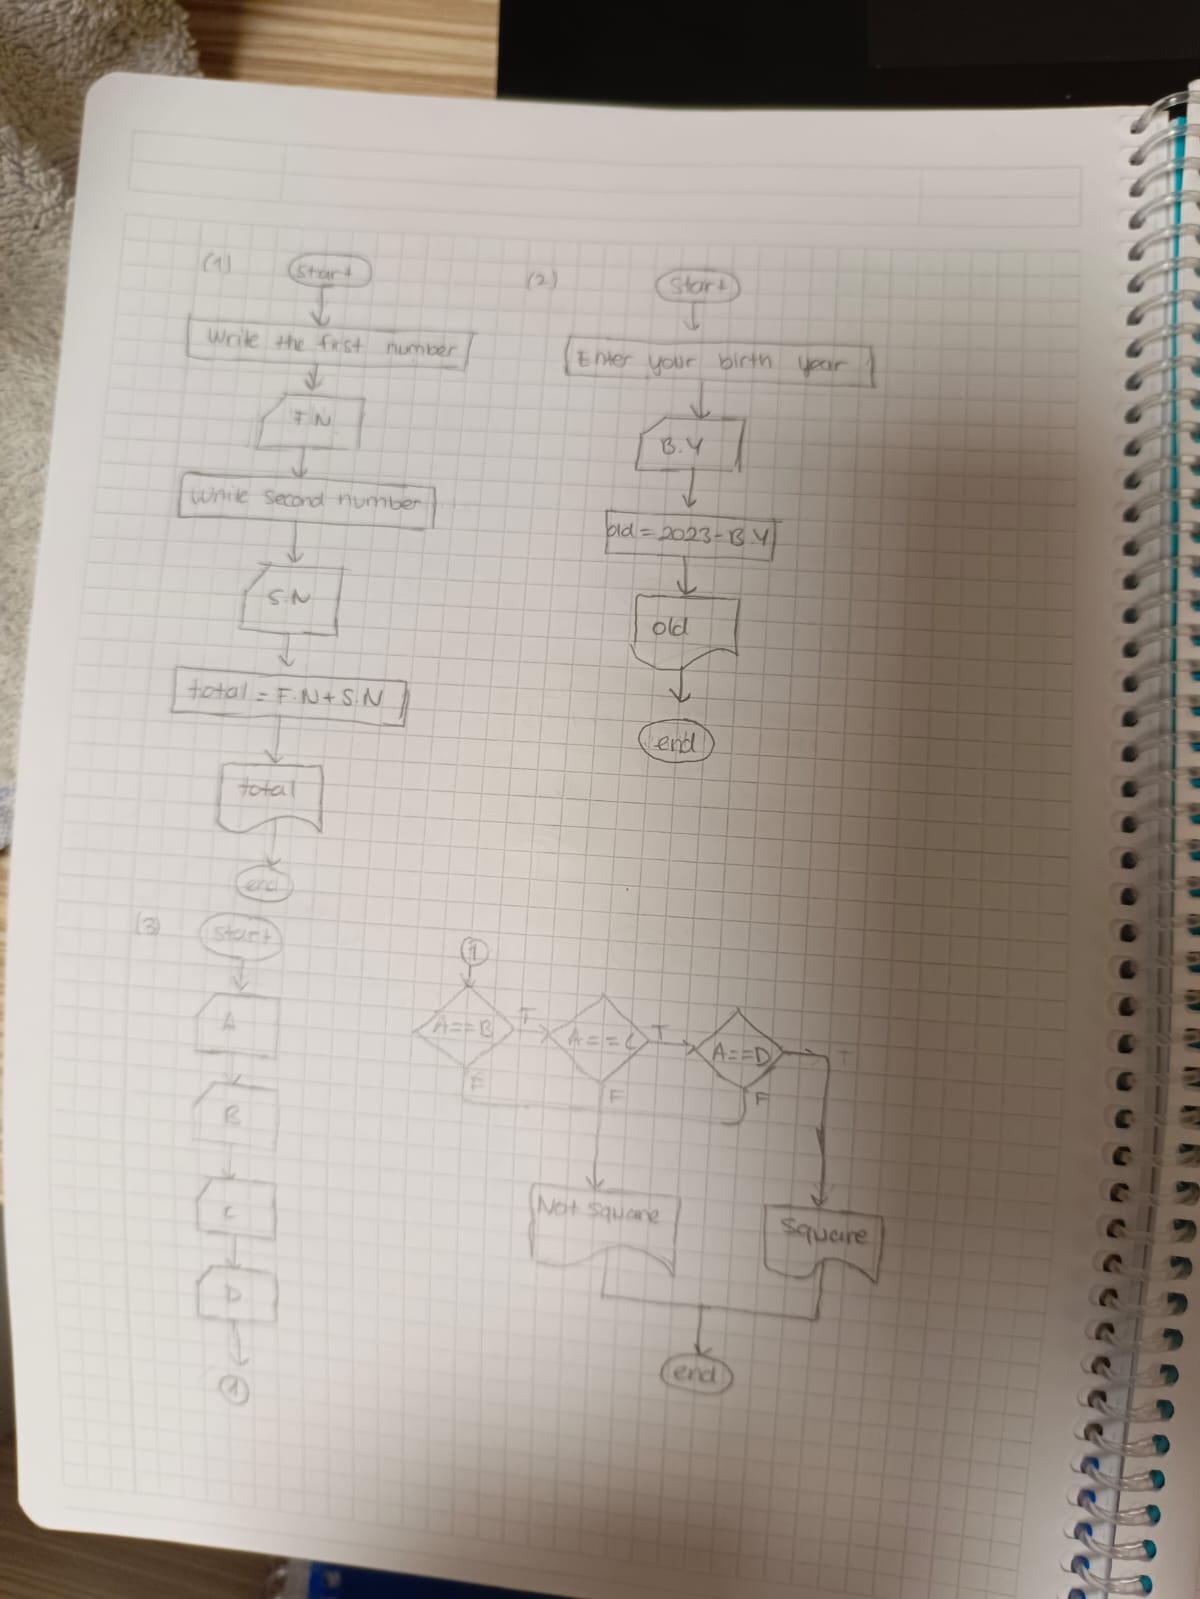 (1)
start
Write the first number
F.N.
Write second number
S.N
total = F.N + S.N
total
end
(2)
Start
Enter your birth year
B.Y
old = 2023 - B.Y
old
end
(3)
start
A
B
C
D
1
1
A==B
T
A==C
T
A==D
T
F
F
F
Not square
square
end